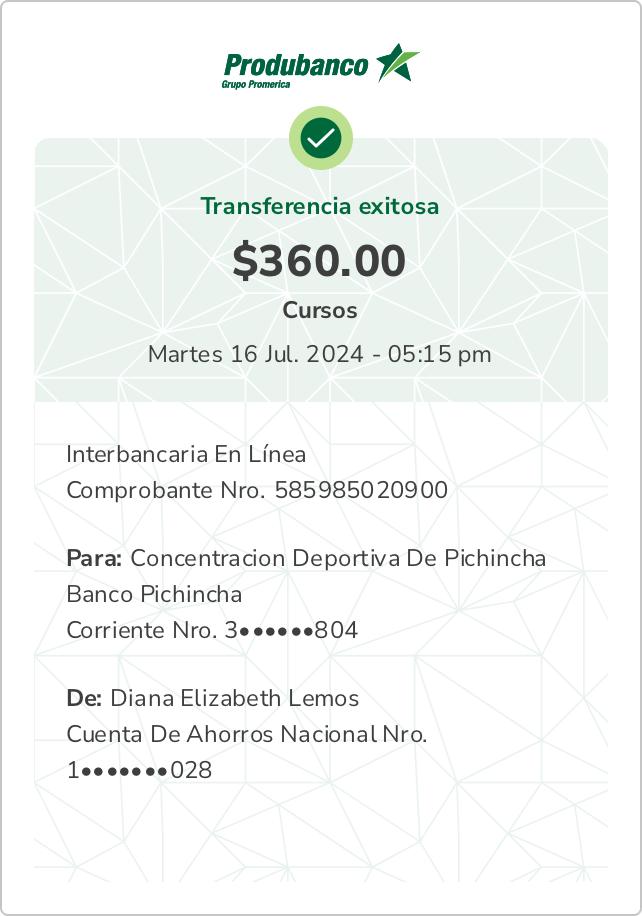 Produbanco
Grupo Promerica
Transferencia exitosa
$360.00
Cursos
Martes 16 Jul. 2024 - 05:15 pm
Interbancaria En Línea
Comprobante Nro. 585985020900
Para: Concentracion Deportiva De Pichincha
Banco Pichincha
Corriente Nro. 3••••••804
De: Diana Elizabeth Lemos
Cuenta De Ahorros Nacional Nro.
1•••••••028